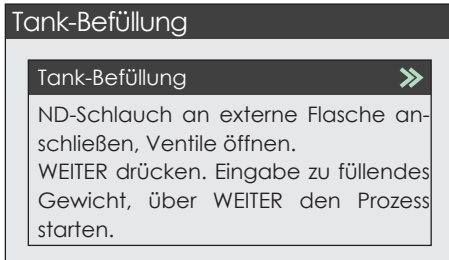 Tank-Befüllung
Tank-Befüllung
ND-Schlauch an externe Flasche an-
schließen, Ventile öffnen.
WEITER drücken. Eingabe zu füllendes
Gewicht, über WEITER den Prozess
starten.